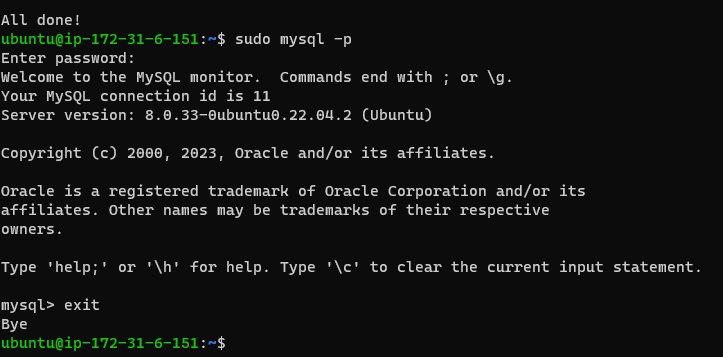 All done!
ubuntu@ip-172-31-6-151:~$ sudo mysql -p
Enter password:
Welcome to the MySQL monitor.  Commands end with ; or \g.
Your MySQL connection id is 11
Server version: 8.0.33-0ubuntu0.22.04.2 (Ubuntu)
Copyright (c) 2000, 2023, Oracle and/or its affiliates.
Oracle is a registered trademark of Oracle Corporation and/or its
affiliates. Other names may be trademarks of their respective
owners.
Type 'help;' or '\h' for help. Type '\c' to clear the current input statement.
mysql> exit
Bye
ubuntu@ip-172-31-6-151:~$